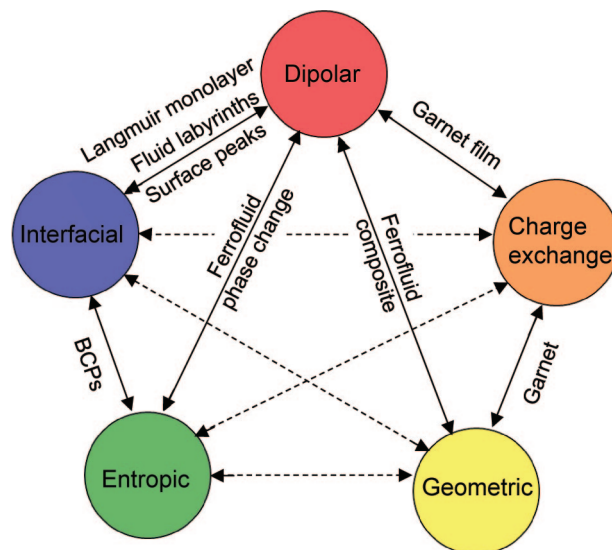 Dipolar
Langmuir monolayer
Fluid labyrinths
Surface peaks
Garnet film
Interfacial
Charge
exchange
Ferrofluid
phase change
Ferrofluid
composite
BCPs
Garnet
Entropic
Geometric